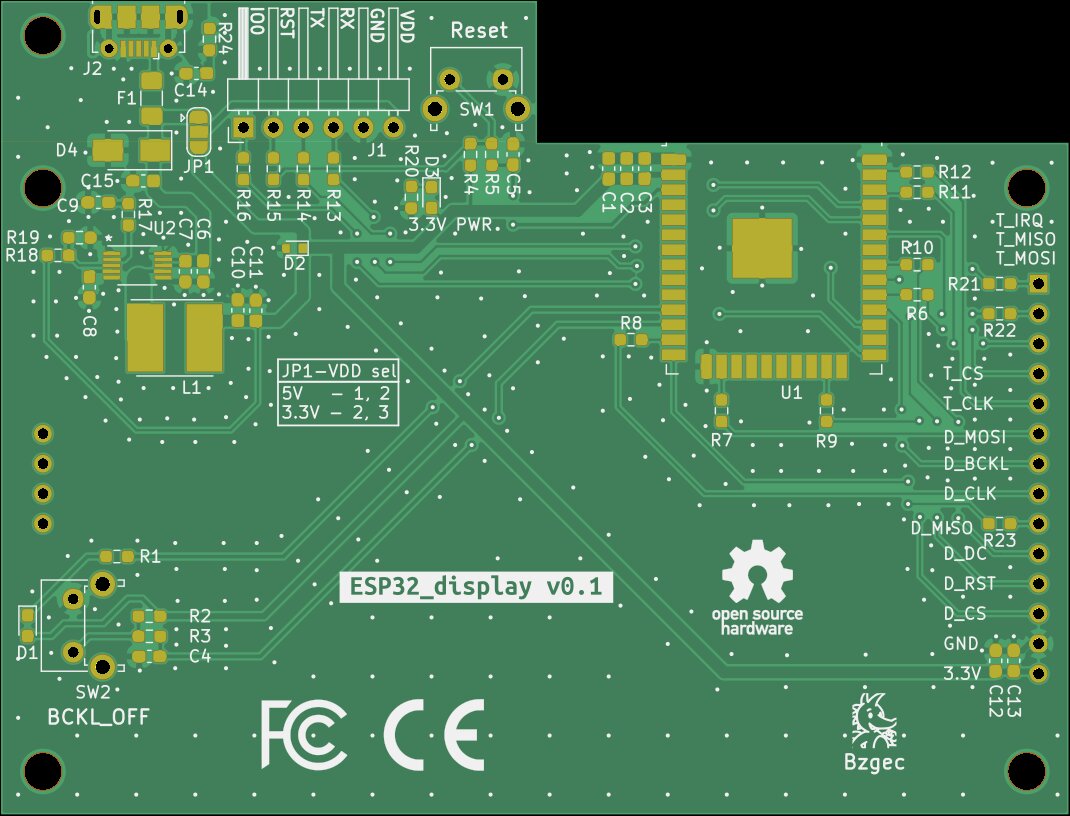 IO0
RST
TX
RX
GND
VDD
Reset
R24
J2
C14
F1
SW1
J1
JP1
D4
R20
D3
R4
R5
C5
C1
C2
C3
R12
R11
C15
R16
R15
R14
R13
C9
R17
3.3V PWR
T_IRQ
T_MISO
T_MOSI
R19
U2
C7
C6
R18
*
C10
C11
D2
R10
R21
R6
C8
R22
R8
JP1-VDD sel
5V - 1, 2
3.3V - 2, 3
L1
T_CS
U1
T_CLK
R7
R9
D_MOSI
D_BCKL
D_CLK
D_MISO
R23
D_DC
R1
ESP32_display v0.1
D_RST
open source
hardware
D_CS
R2
R3
C4
D1
GND
3.3V
SW2
BCKL_OFF
C12
C13
FC
CE
Bzgec